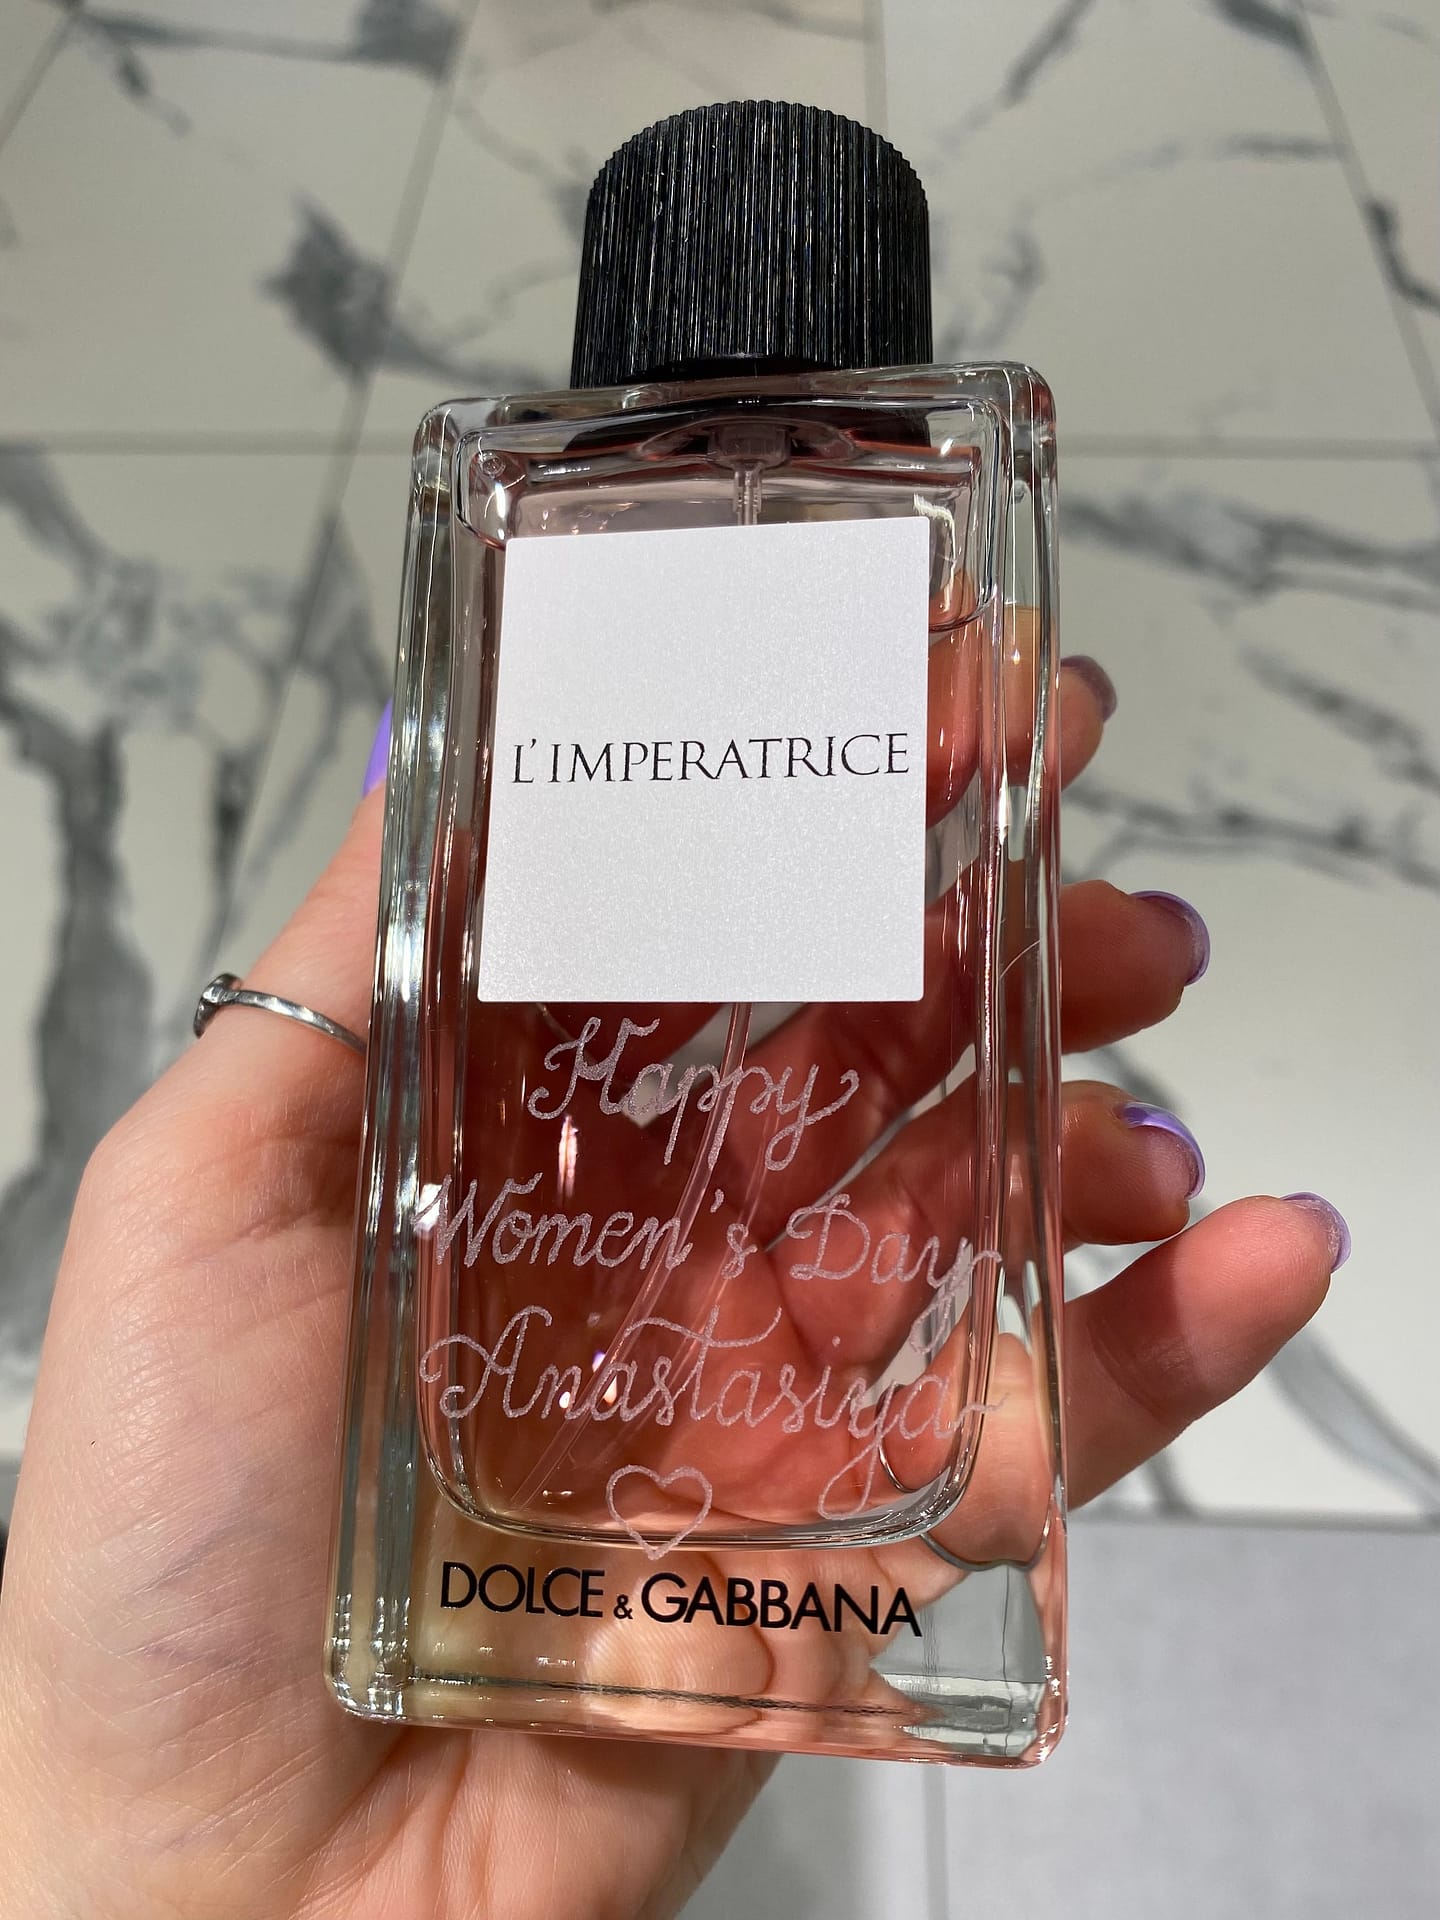 L'IMPERATRICE
Happy
Women's Day
Anastasiya
DOLCE & GABBANA